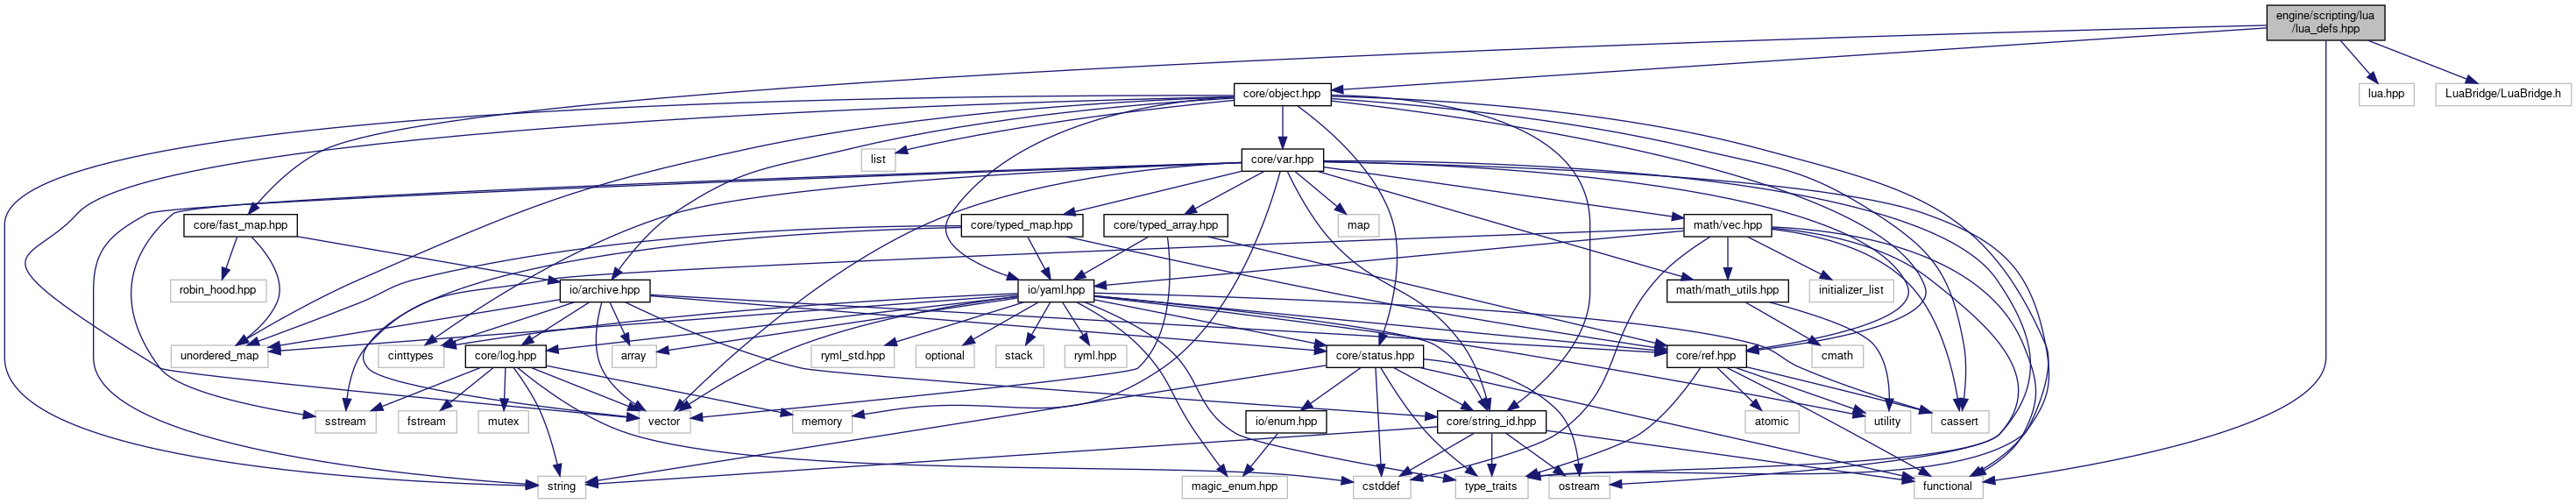 engine/scripting/lua
/lua_defs.hpp
core/object.hpp
lua.hpp
LuaBridge/LuaBridge.h
list
core/var.hpp
core/fast_map.hpp
core/typed_map.hpp
core/typed_array.hpp
map
math/vec.hpp
robin_hood.hpp
io/archive.hpp
io/yaml.hpp
math/math_utils.hpp
initializer_list
unordered_map
cinttypes
core/log.hpp
array
ryml_std.hpp
optional
stack
ryml.hpp
core/status.hpp
core/ref.hpp
cmath
sstream
fstream
mutex
vector
memory
io/enum.hpp
core/string_id.hpp
atomic
utility
cassert
string
magic_enum.hpp
cstddef
type_traits
ostream
functional